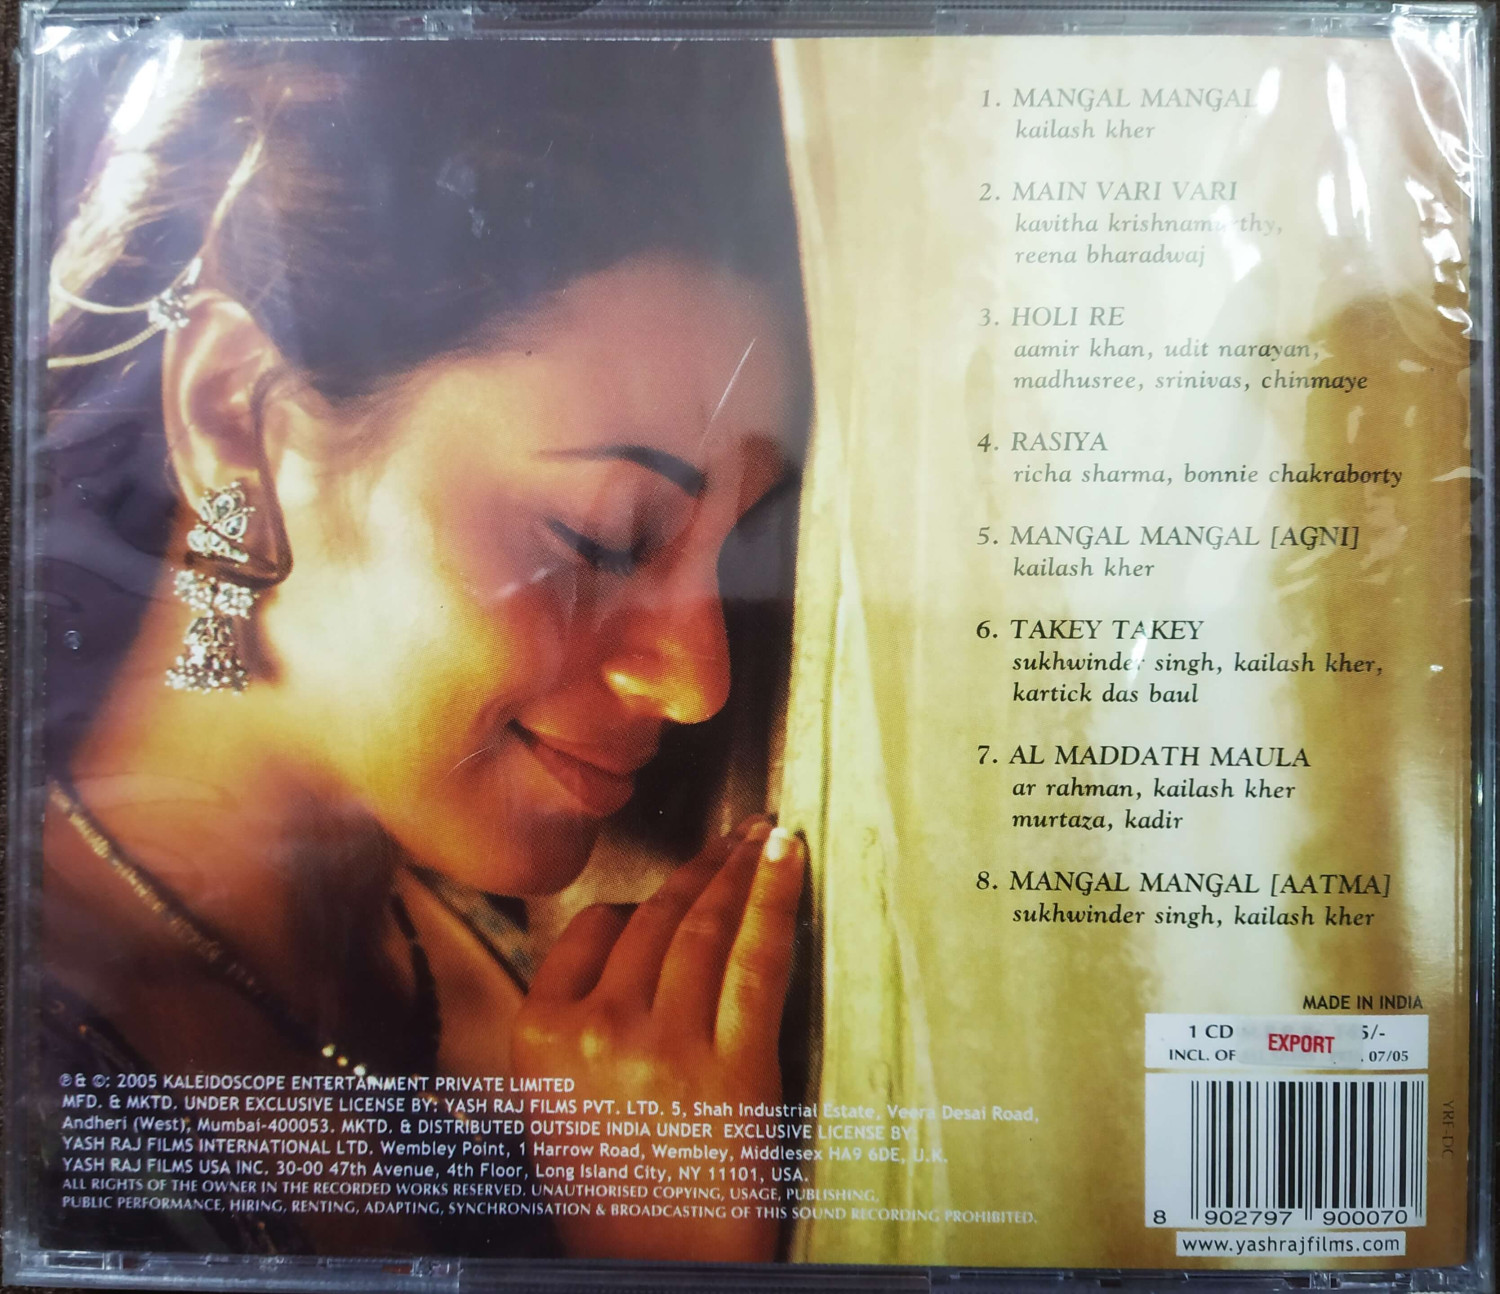 1. MANGAL MANGAL
kailash kher
2. MAIN VARI VARI
kavitha krishnamurthy,
reena bharadwaj
3. HOLI RE
aamir khan, udit narayan,
madhusree, srinivas, chinmaye
4. RASIYA
richa sharma, bonnie chakraborty
5. MANGAL MANGAL [AGNI]
kailash kher
6. TAKEY TAKEY
sukhwinder singh, kailash kher,
kartick das baul
7. AL MADDATH MAULA
ar rahman, kailash kher
murtaza, kadir
8. MANGAL MANGAL [AATMA]
sukhwinder singh, kailash kher
MADE IN INDIA
1 CD 5/-
EXPORT
INCL. OF . 07/05
YRF-DC
8 902797 900070
www.yashrajfilms.com
℗ & ©: 2005 KALEIDOSCOPE ENTERTAINMENT PRIVATE LIMITED
MFD. & MKTD. UNDER EXCLUSIVE LICENSE BY: YASH RAJ FILMS PVT. LTD. 5, Shah Industrial Estate, Veera Desai Road,
Andheri (West), Mumbai-400053. MKTD. & DISTRIBUTED OUTSIDE INDIA UNDER EXCLUSIVE LICENSE BY:
YASH RAJ FILMS INTERNATIONAL LTD. Wembley Point, 1 Harrow Road, Wembley, Middlesex HA9 6DE, U.K.
YASH RAJ FILMS USA INC. 30-00 47th Avenue, 4th Floor, Long Island City, NY 11101, USA.
ALL RIGHTS OF THE OWNER IN THE RECORDED WORKS RESERVED. UNAUTHORISED COPYING, USAGE, PUBLISHING,
PUBLIC PERFORMANCE, HIRING, RENTING, ADAPTING, SYNCHRONISATION & BROADCASTING OF THIS SOUND RECORDING PROHIBITED.